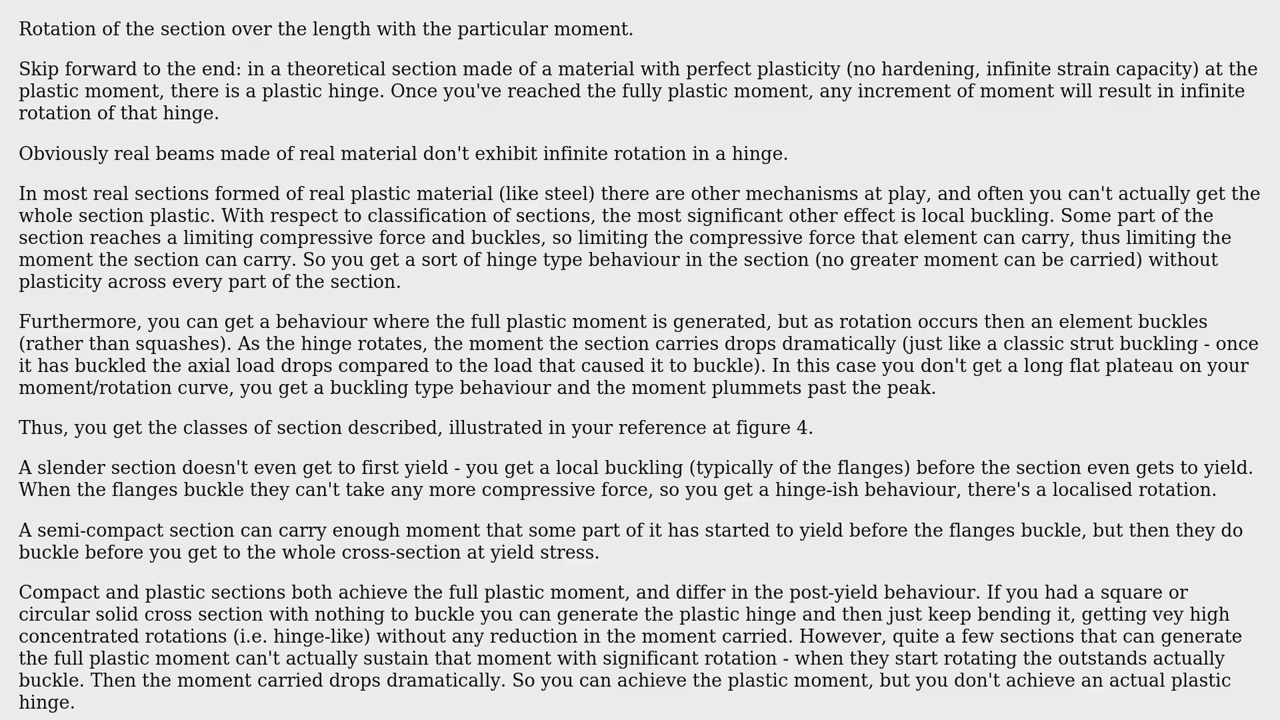 Rotation of the section over the length with the particular moment.
Skip forward to the end: in a theoretical section made of a material with perfect plasticity (no hardening, infinite strain capacity) at the
plastic moment, there is a plastic hinge. Once you've reached the fully plastic moment, any increment of moment will result in infinite
rotation of that hinge.
Obviously real beams made of real material don't exhibit infinite rotation in a hinge.
In most real sections formed of real plastic material (like steel) there are other mechanisms at play, and often you can't actually get the
whole section plastic. With respect to classification of sections, the most significant other effect is local buckling. Some part of the
section reaches a limiting compressive force and buckles, so limiting the compressive force that element can carry, thus limiting the
moment the section can carry. So you get a sort of hinge type behaviour in the section (no greater moment can be carried) without
plasticity across every part of the section.
Furthermore, you can get a behaviour where the full plastic moment is generated, but as rotation occurs then an element buckles
(rather than squashes). As the hinge rotates, the moment the section carries drops dramatically (just like a classic strut buckling - once
it has buckled the axial load drops compared to the load that caused it to buckle). In this case you don't get a long flat plateau on your
moment/rotation curve, you get a buckling type behaviour and the moment plummets past the peak.
Thus, you get the classes of section described, illustrated in your reference at figure 4.
A slender section doesn't even get to first yield - you get a local buckling (typically of the flanges) before the section even gets to yield.
When the flanges buckle they can't take any more compressive force, so you get a hinge-ish behaviour, there's a localised rotation.
A semi-compact section can carry enough moment that some part of it has started to yield before the flanges buckle, but then they do
buckle before you get to the whole cross-section at yield stress.
Compact and plastic sections both achieve the full plastic moment, and differ in the post-yield behaviour. If you had a square or
circular solid cross section with nothing to buckle you can generate the plastic hinge and then just keep bending it, getting vey high
concentrated rotations (i.e. hinge-like) without any reduction in the moment carried. However, quite a few sections that can generate
the full plastic moment can't actually sustain that moment with significant rotation - when they start rotating the outstands actually
buckle. Then the moment carried drops dramatically. So you can achieve the plastic moment, but you don't achieve an actual plastic
hinge.